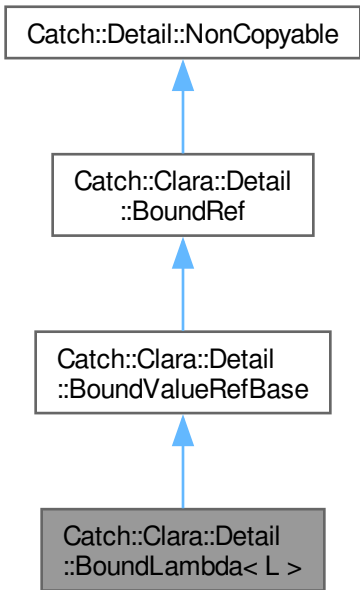 Catch::Detail::NonCopyable
Catch::Clara::Detail
::BoundRef
Catch::Clara::Detail
::BoundValueRefBase
Catch::Clara::Detail
::BoundLambda< L >